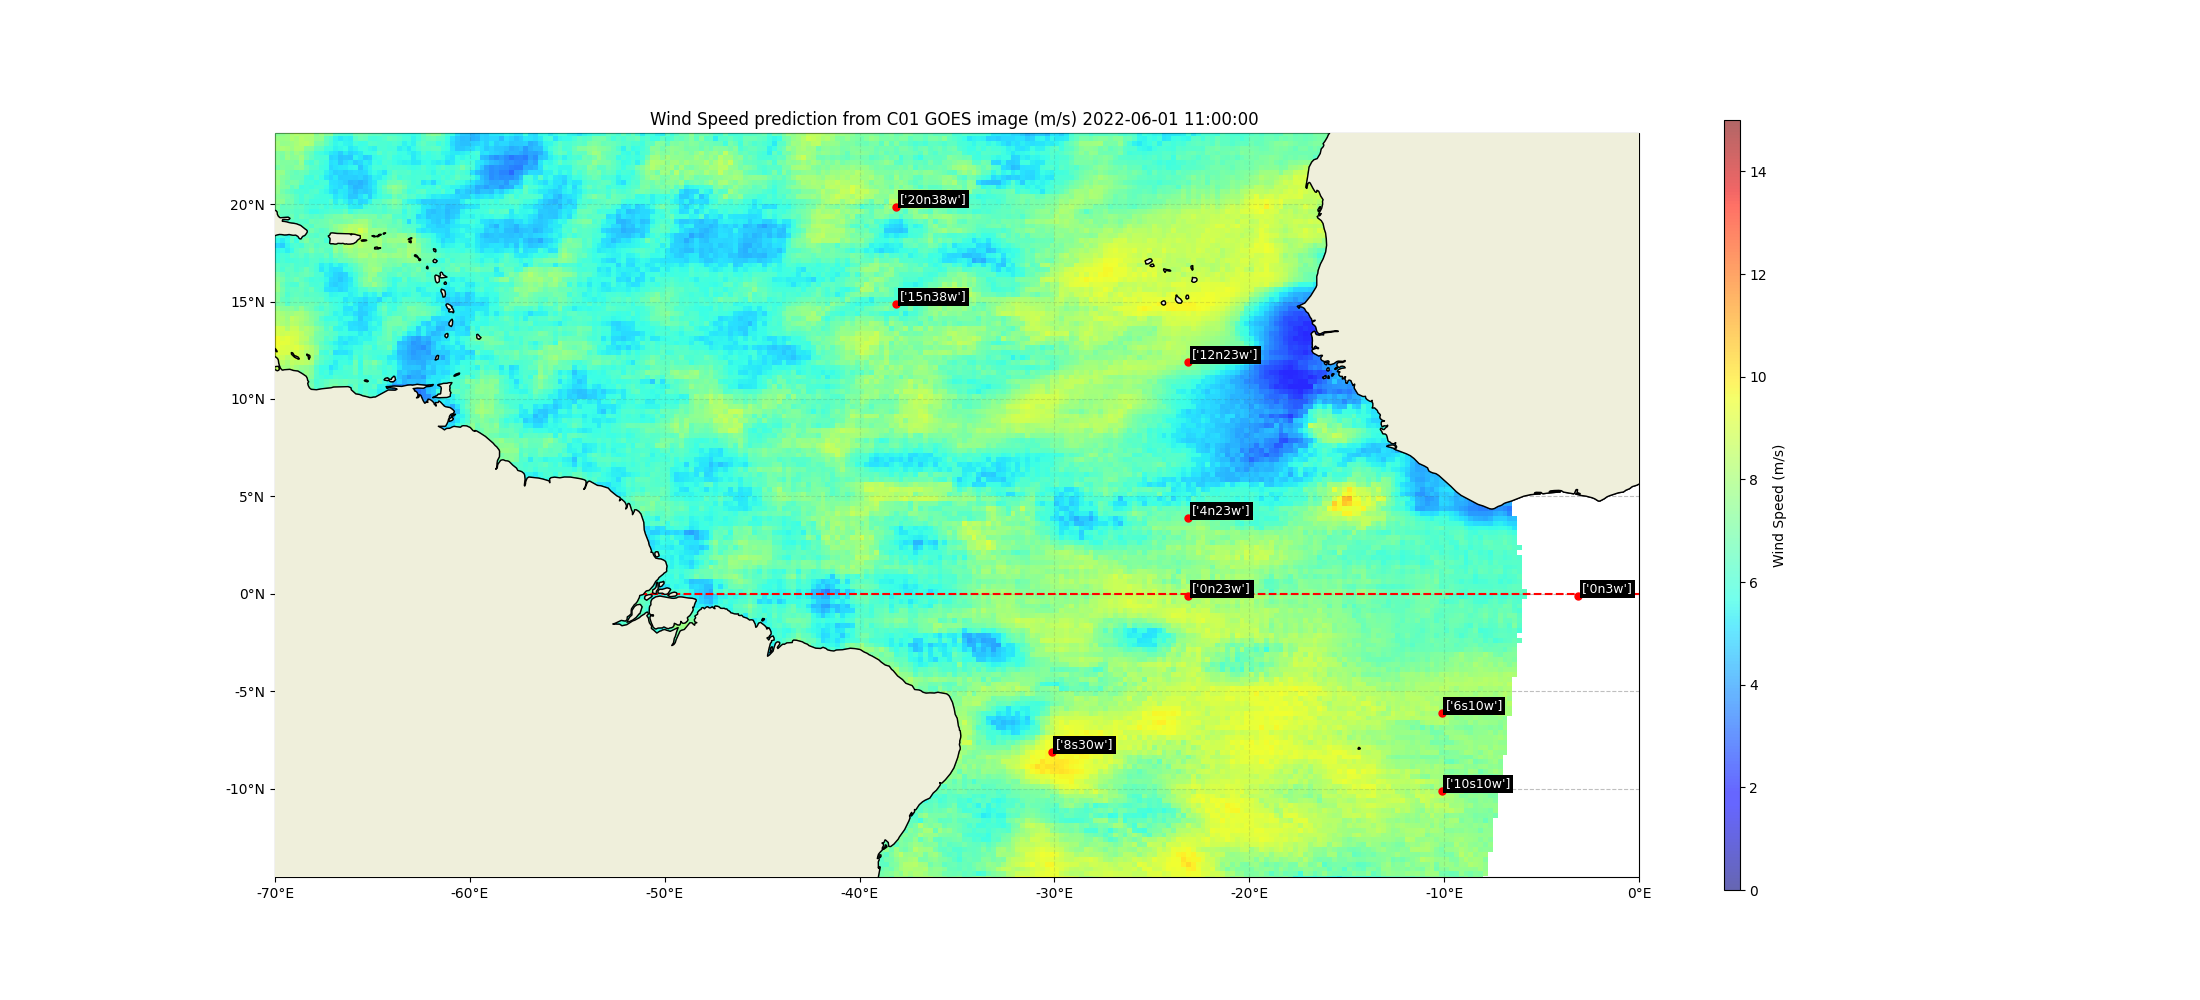 Wind Speed prediction from C01 GOES image (m/s) 2022-06-01 11:00:00
14
20°N
['20n38w']
12
15°N
['15n38w']
['12n23w']
10
10°N
Wind Speed (m/s)
8
5°N
['4n23w']
6
0°N
['0n23w']
['0n3w']
4
-5°N
['6s10w']
['8s30w']
2
-10°N
['10s10w']
0
-70°E -60°E -50°E -40°E -30°E -20°E -10°E 0°E